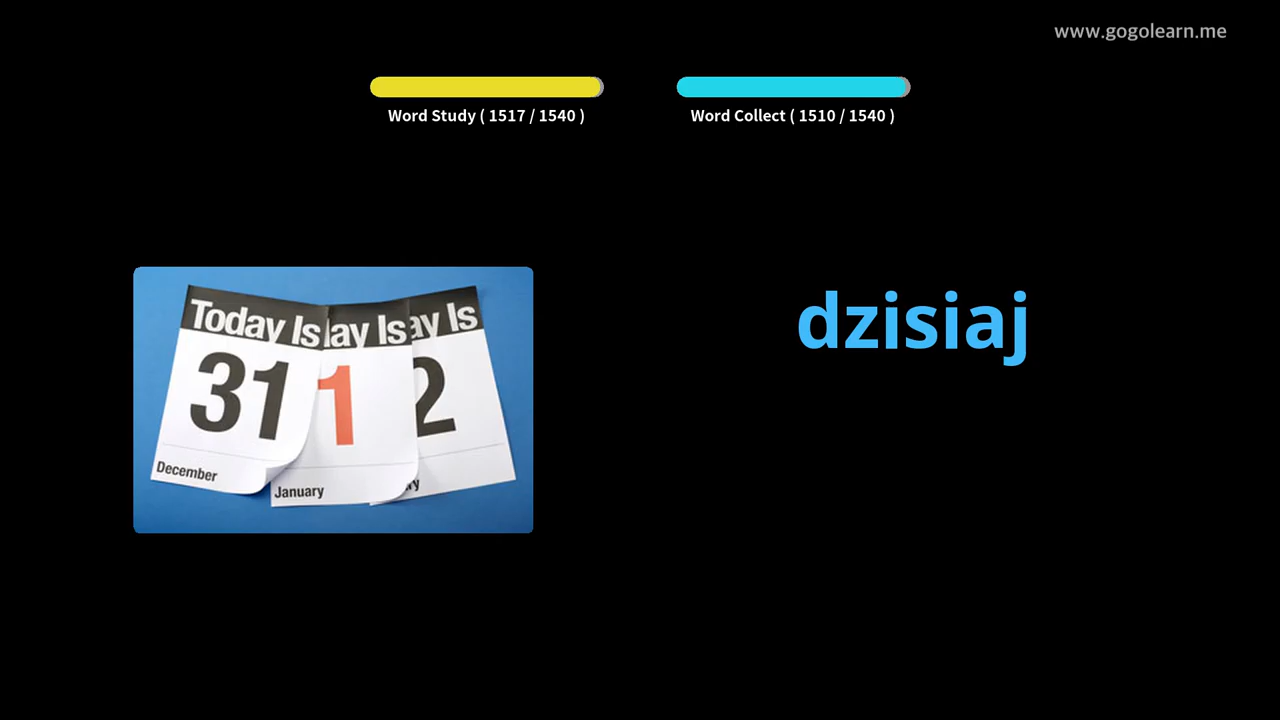 www.gogolearn.me
Word Study ( 1517 / 1540 )
Word Collect ( 1510 / 1540 )
dzisiaj
Today Is
31
December
ay Is
1
January
ay Is
2
ry